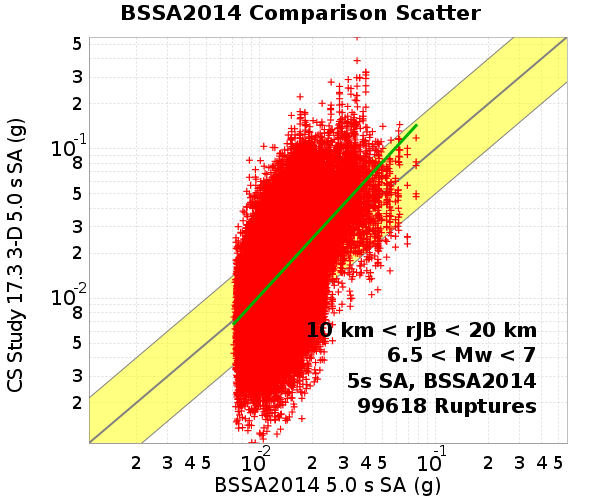 BSSA2014 Comparison Scatter
CS Study 17.3 3-D 5.0 s SA (g)
5
3
2
10^-1
8
5
3
2
10^-2
8
5
3
2
10 km < rJB < 20 km
6.5 < Mw < 7
5s SA, BSSA2014
99618 Ruptures
2 3 4 5 10^-2 2 3 4 5 10^-1 2 3 4 5
BSSA2014 5.0 s SA (g)